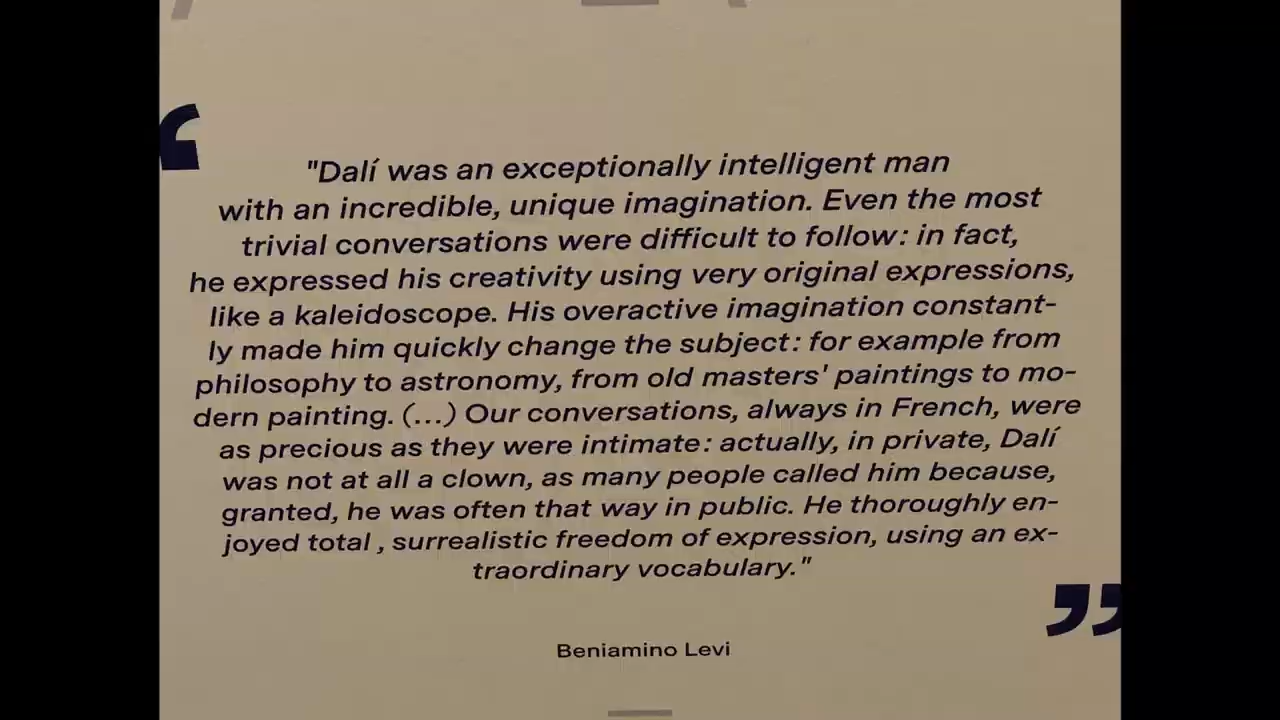 "Dalí was an exceptionally intelligent man
with an incredible, unique imagination. Even the most
trivial conversations were difficult to follow: in fact,
he expressed his creativity using very original expressions,
like a kaleidoscope. His overactive imagination constant-
ly made him quickly change the subject: for example from
philosophy to astronomy, from old masters' paintings to mo-
dern painting. (...) Our conversations, always in French, were
as precious as they were intimate: actually, in private, Dalí
was not at all a clown, as many people called him because,
granted, he was often that way in public. He thoroughly en-
joyed total , surrealistic freedom of expression, using an ex-
traordinary vocabulary."
Beniamino Levi